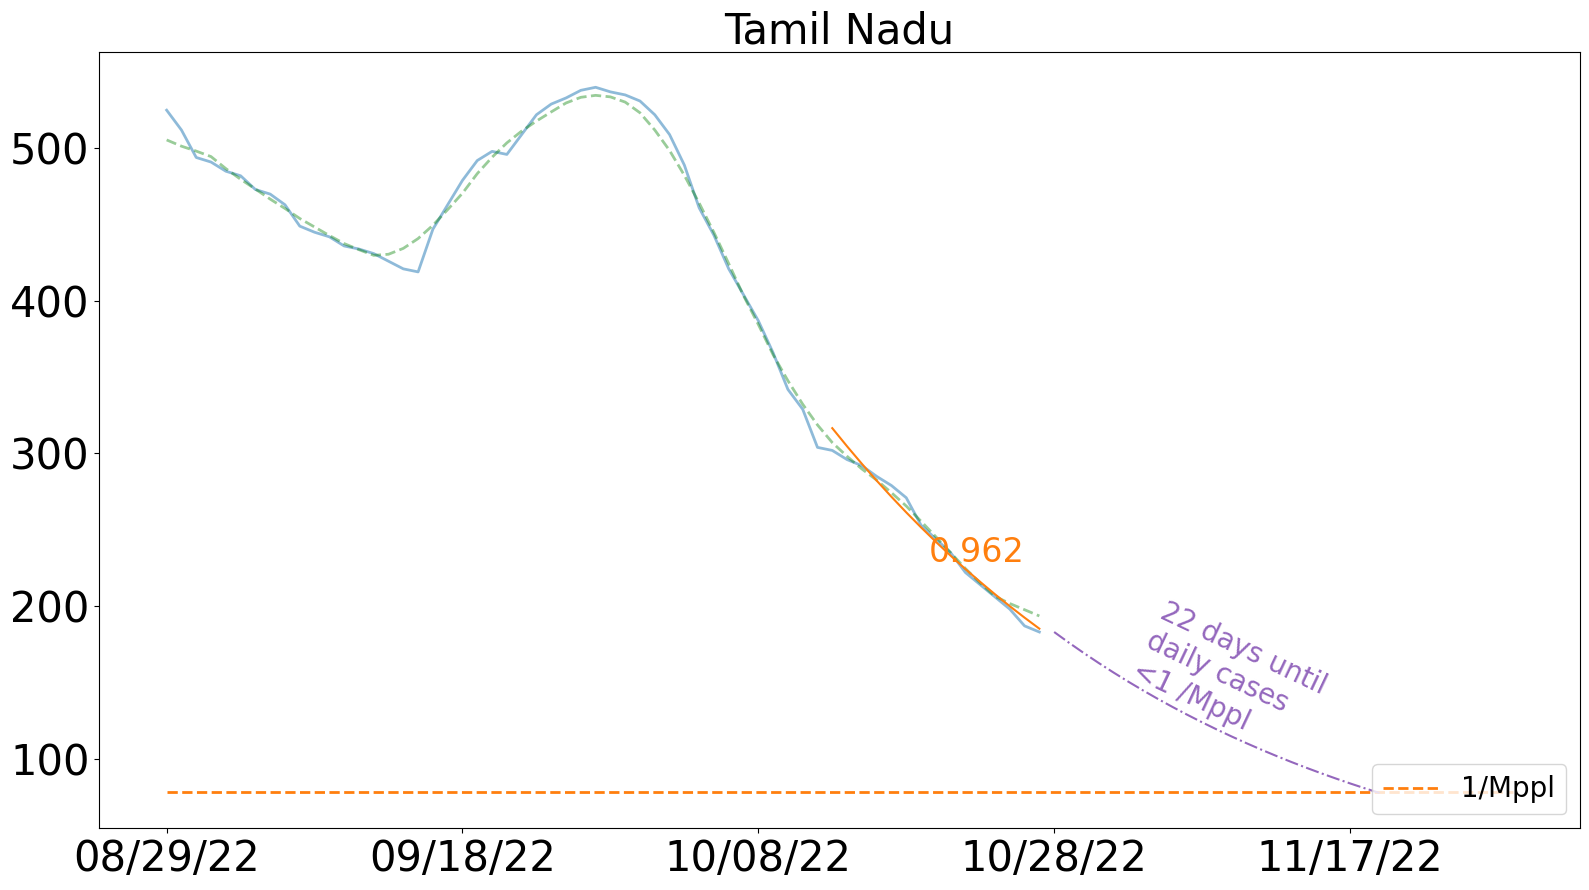 Tamil Nadu
500
400
300
200
100
0.962
22 days until
daily cases
<1 /Mppl
1/Mppl
08/29/22
09/18/22
10/08/22
10/28/22
11/17/22